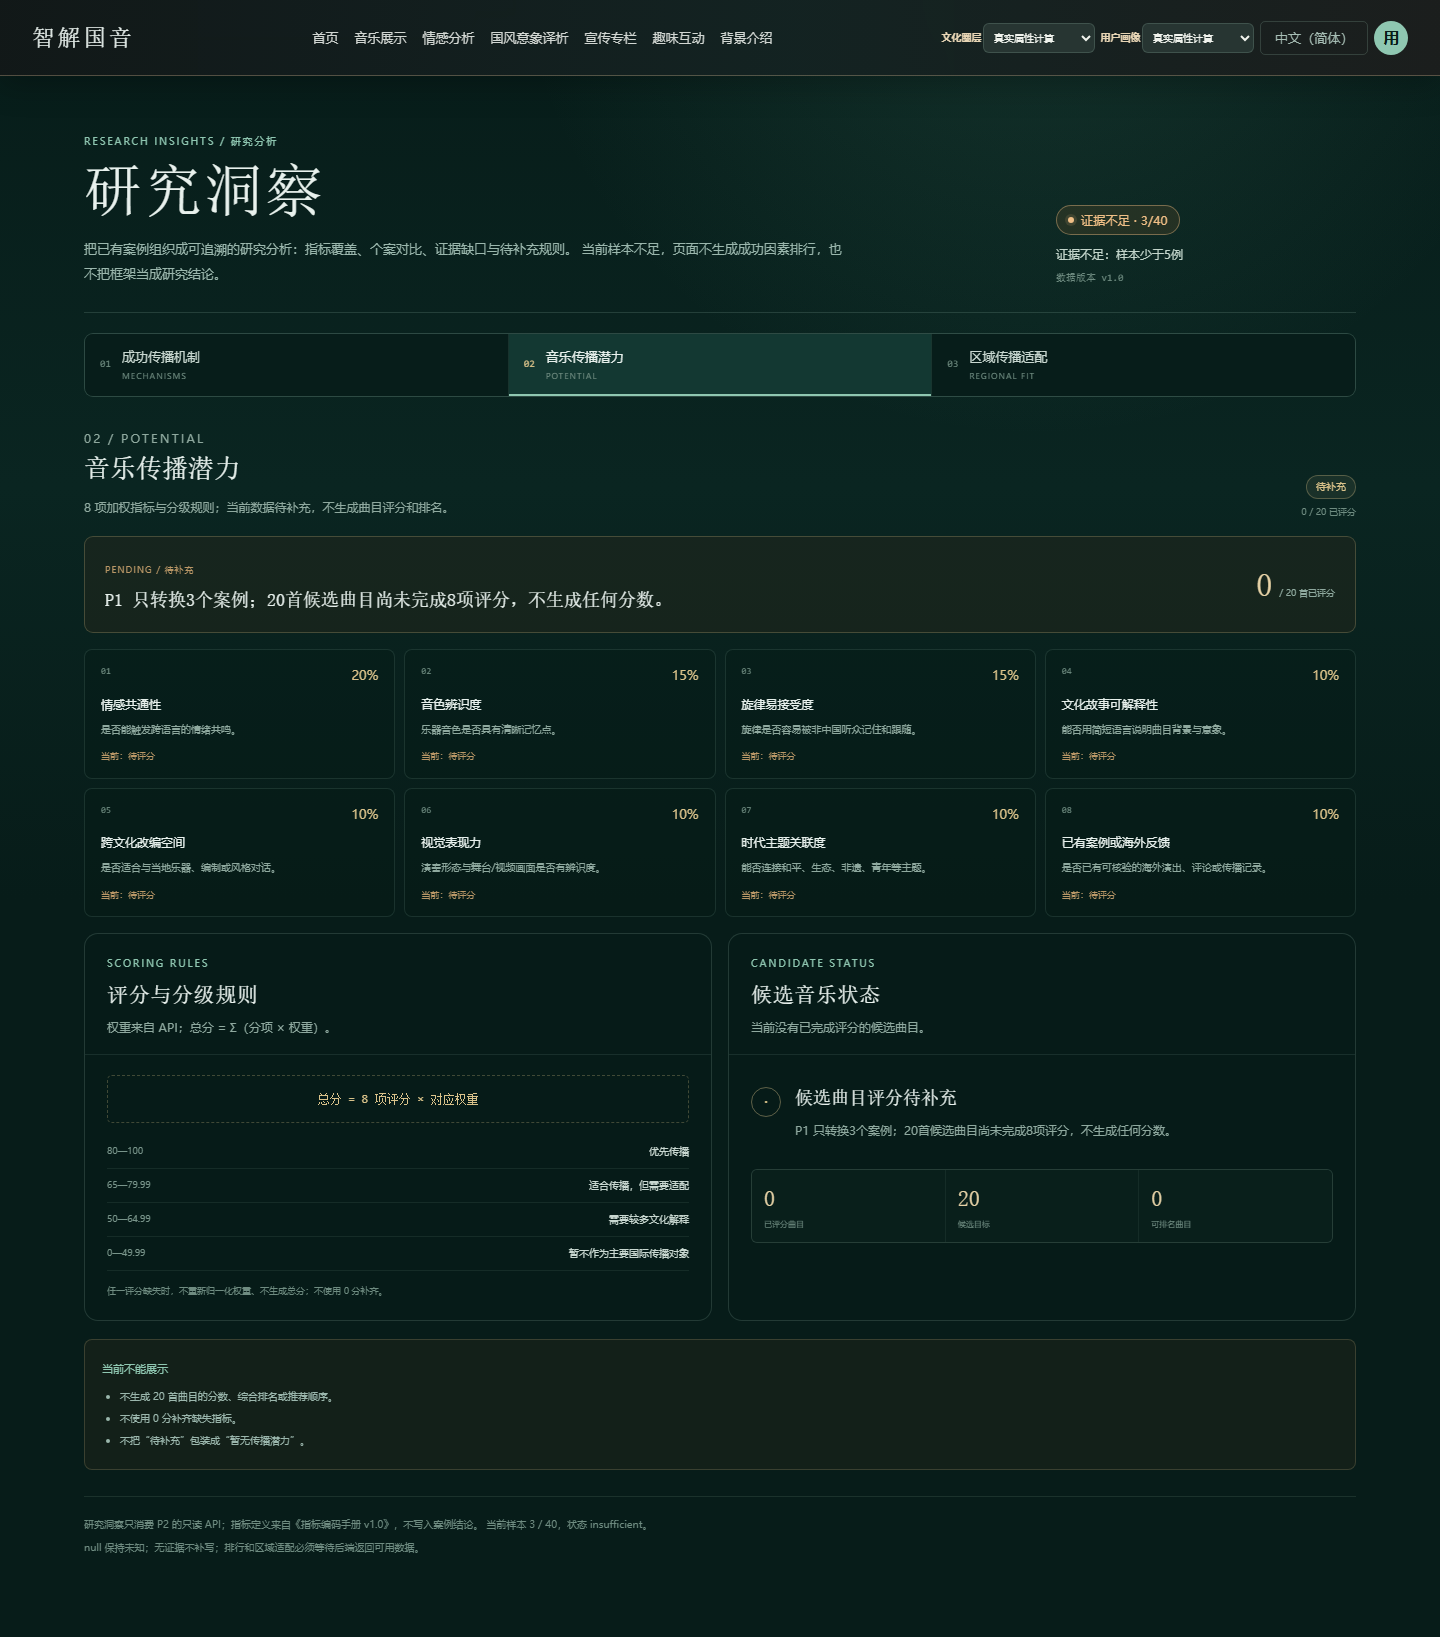 智解国音
首页 音乐展示 情感分析 国风意象译析 宣传专栏 趣味互动 背景介绍
文化圈层 真实属性计算 用户画像 真实属性计算 中文（简体） 用
RESEARCH INSIGHTS / 研究分析
研究洞察
把已有案例组织成可追溯的研究分析：指标覆盖、个案对比、证据缺口与待补充规则。 当前样本不足，页面不生成成功因素排行，也
不把框架当成研究结论。
证据不足 · 3/40
证据不足：样本少于5例
数据版本 v1.0
01 成功传播机制
MECHANISMS
02 音乐传播潜力
POTENTIAL
03 区域传播适配
REGIONAL FIT
02 / POTENTIAL
音乐传播潜力
8 项加权指标与分级规则；当前数据待补充，不生成曲目评分和排名。
待补充
0 / 20 已评分
PENDING / 待补充
P1 只转换3个案例；20首候选曲目尚未完成8项评分，不生成任何分数。
0 / 20 首已评分
01 20%
情感共通性
是否能触发跨语言的情绪共鸣。
当前：待评分
02 15%
音色辨识度
乐器音色是否具有清晰记忆点。
当前：待评分
03 15%
旋律易接受度
旋律是否容易被非中国听众记住和跟随。
当前：待评分
04 10%
文化故事可解释性
能否用简短语言说明曲目背景与意象。
当前：待评分
05 10%
跨文化改编空间
是否适合与当地乐器、编制或风格对话。
当前：待评分
06 10%
视觉表现力
演奏形态与舞台/视频画面是否有辨识度。
当前：待评分
07 10%
时代主题关联度
能否连接和平、生态、非遗、青年等主题。
当前：待评分
08 10%
已有案例或海外反馈
是否已有可核验的海外演出、评论或传播记录。
当前：待评分
SCORING RULES
评分与分级规则
权重来自 API；总分 = Σ（分项 × 权重）。
总分 = 8 项评分 × 对应权重
80—100 优先传播
65—79.99 适合传播，但需要适配
50—64.99 需要较多文化解释
0—49.99 暂不作为主要国际传播对象
任一评分缺失时，不重新归一化权重、不生成总分；不使用 0 分补齐。
CANDIDATE STATUS
候选音乐状态
当前没有已完成评分的候选曲目。
候选曲目评分待补充
P1 只转换3个案例；20首候选曲目尚未完成8项评分，不生成任何分数。
0 20 0
已评分曲目 候选目标 可排名曲目
当前不能展示
不生成 20 首曲目的分数、综合排名或推荐顺序。
不使用 0 分补齐缺失指标。
不把“待补充”包装成“暂无传播潜力”。
研究洞察只消费 P2 的只读 API；指标定义来自《指标编码手册 v1.0》，不写入案例结论。 当前样本 3 / 40，状态 insufficient。
null 保持未知；无证据不补写；排行和区域适配必须等待后端返回可用数据。